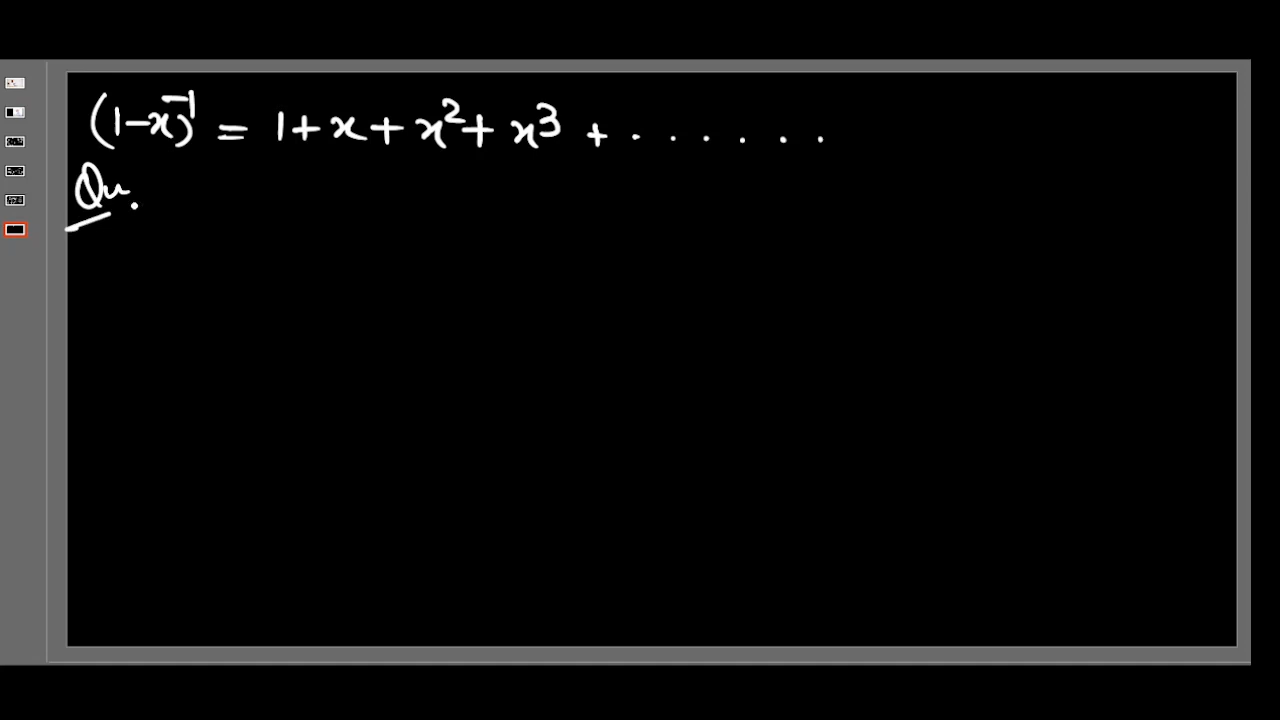 (1-x)⁻¹ = 1+x+x²+x³+......
Qu.